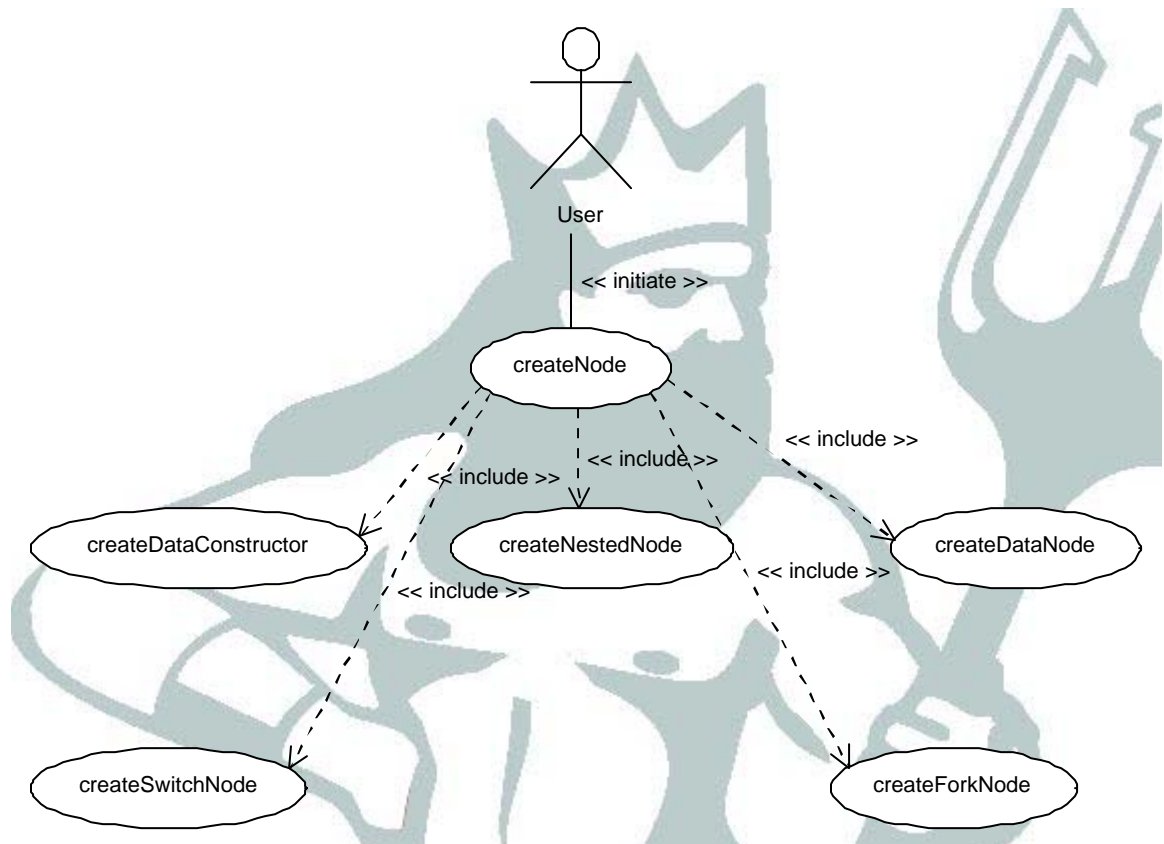 User
<< initiate >>
createNode
<< include >>
<< include >>
<< include >>
createDataConstructor
createNestedNode
createDataNode
<< include >>
<< include >>
createSwitchNode
createForkNode